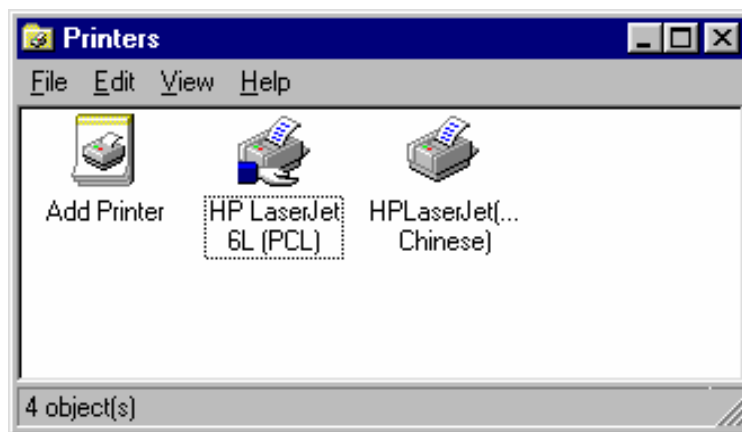 Printers
File Edit View Help
Add Printer
HP LaserJet
6L (PCL)
HPLaserJet(...
Chinese)
4 object(s)